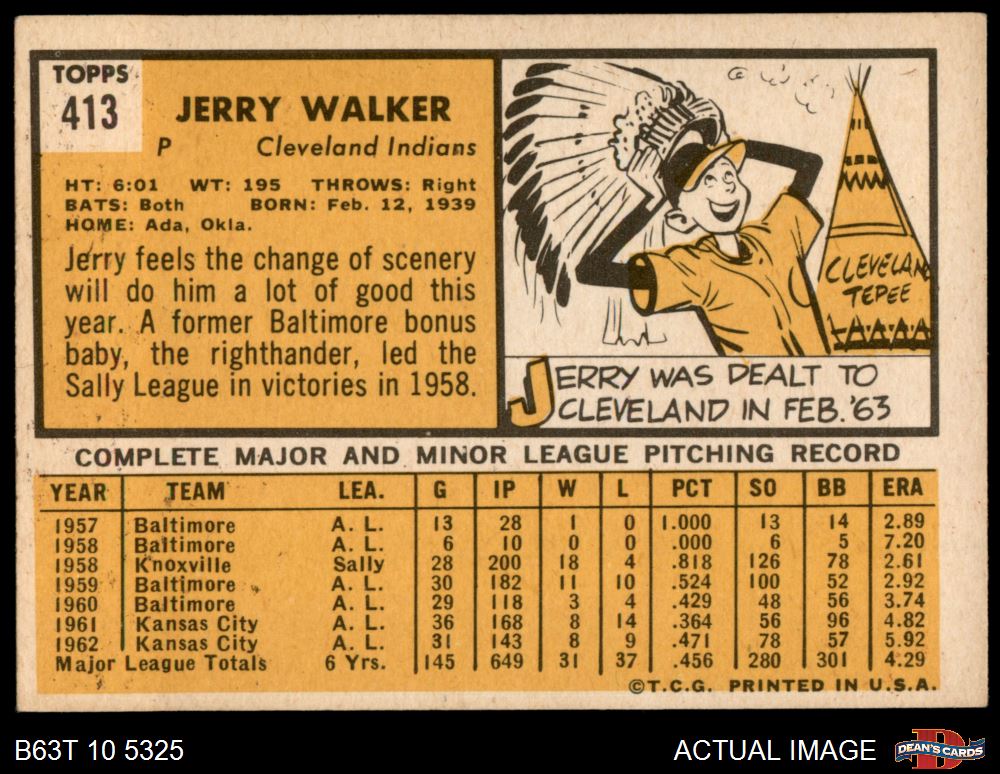 TOPPS
413
JERRY WALKER
P Cleveland Indians
HT: 6:01 WT: 195 THROWS: Right
BATS: Both BORN: Feb. 12, 1939
HOME: Ada, Okla.
Jerry feels the change of scenery
will do him a lot of good this
year. A former Baltimore bonus
baby, the righthander, led the
Sally League in victories in 1958.
CLEVELAND
TEPEE
JERRY WAS DEALT TO
CLEVELAND IN FEB. '63
COMPLETE MAJOR AND MINOR LEAGUE PITCHING RECORD
YEAR TEAM LEA. G IP W L PCT SO BB ERA
1957 Baltimore A. L. 13 28 1 0 1.000 13 14 2.89
1958 Baltimore A. L. 6 10 0 0 .000 6 5 7.20
1958 Knoxville Sally 28 200 18 4 .818 126 78 2.61
1959 Baltimore A. L. 30 182 11 10 .524 100 52 2.92
1960 Baltimore A. L. 29 118 3 4 .429 48 56 3.74
1961 Kansas City A. L. 36 168 8 14 .364 56 96 4.82
1962 Kansas City A. L. 31 143 8 9 .471 78 57 5.92
Major League Totals 6 Yrs. 145 649 31 37 .456 280 301 4.29
©T.C.G. PRINTED IN U.S.A.
B63T 10 5325
ACTUAL IMAGE
D
DEAN'S CARDS